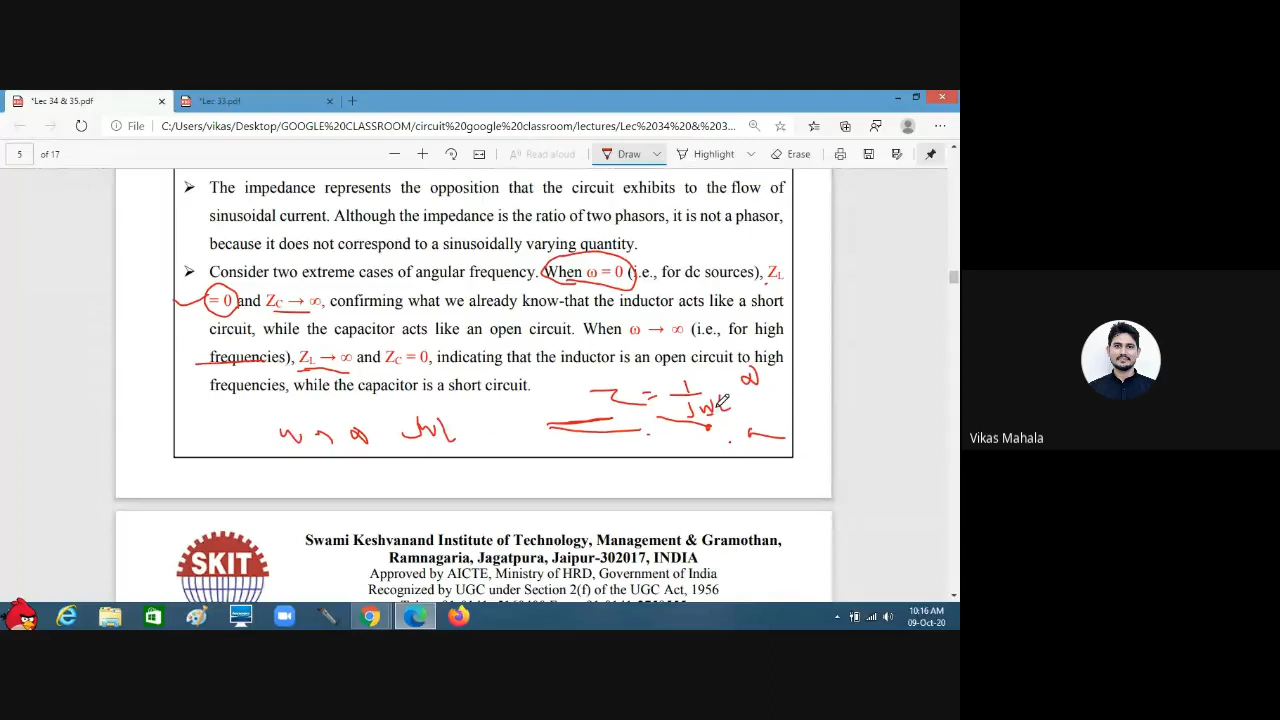 *Lec 34 & 35.pdf
*Lec 33.pdf
File C:/Users/vikas/Desktop/GOOGLE%20CLASSROOM/circuit%20google%20classroom/lectures/Lec%2034%20&%203...
5 of 17
Read aloud
Draw
Highlight
Erase
➤ The impedance represents the opposition that the circuit exhibits to the flow of
sinusoidal current. Although the impedance is the ratio of two phasors, it is not a phasor,
because it does not correspond to a sinusoidally varying quantity.
➤ Consider two extreme cases of angular frequency. When ω = 0 (i.e., for dc sources), ZL
= 0 and ZC → ∞, confirming what we already know-that the inductor acts like a short
circuit, while the capacitor acts like an open circuit. When ω → ∞ (i.e., for high
frequencies), ZL → ∞ and ZC = 0, indicating that the inductor is an open circuit to high
frequencies, while the capacitor is a short circuit.
∞
Z = 1
jωC
ω → ∞ jωL
Swami Keshvanand Institute of Technology, Management & Gramothan,
Ramnagaria, Jagatpura, Jaipur-302017, INDIA
Approved by AICTE, Ministry of HRD, Government of India
Recognized by UGC under Section 2(f) of the UGC Act, 1956
SKIT
10:16 AM
09-Oct-20
Vikas Mahala